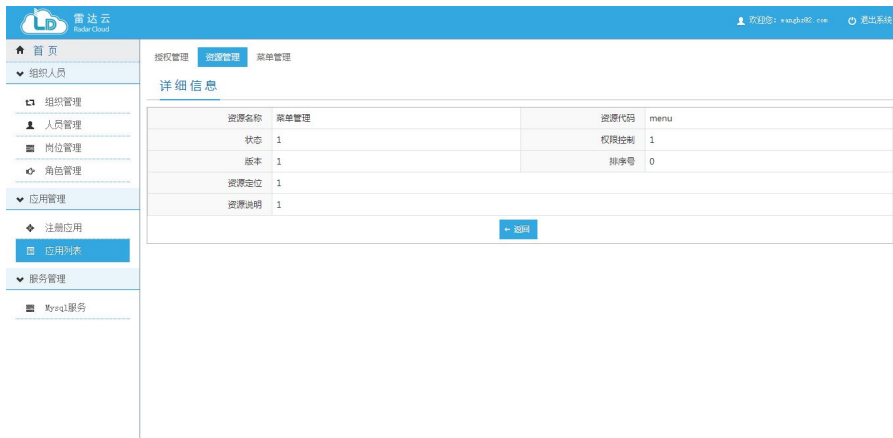 LD 雷达云
Radar Cloud
欢迎您: 退出系统
首页
组织人员
组织管理
人员管理
岗位管理
角色管理
应用管理
注册应用
应用列表
服务管理
Mysql服务
授权管理 资源管理 菜单管理
详细信息
资源名称 菜单管理 资源代码 menu
状态 1 权限控制 1
版本 1 排序号 0
资源定位 1
资源说明 1
返回